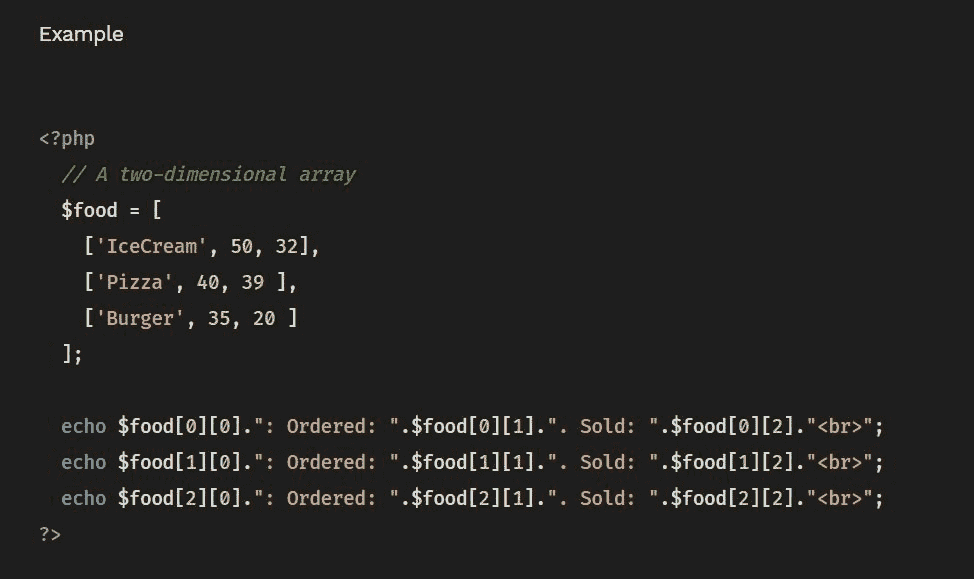 Example
<?php
// A two-dimensional array
$food = [
['IceCream', 50, 32],
['Pizza', 40, 39 ],
['Burger', 35, 20 ]
];
echo $food[0][0].": Ordered: ".$food[0][1].". Sold: ".$food[0][2]."<br>";
echo $food[1][0].": Ordered: ".$food[1][1].". Sold: ".$food[1][2]."<br>";
echo $food[2][0].": Ordered: ".$food[2][1].". Sold: ".$food[2][2]."<br>";
?>